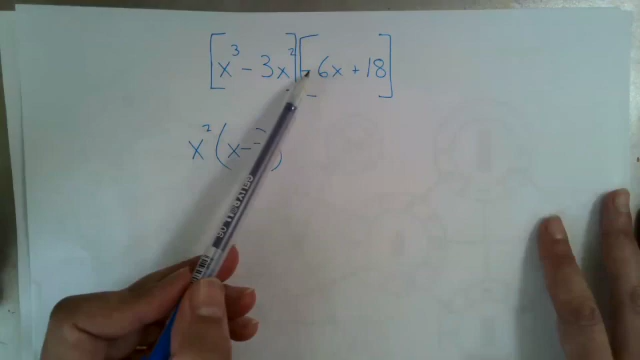 [x³ - 3x²][- 6x + 18]
x² (x - )